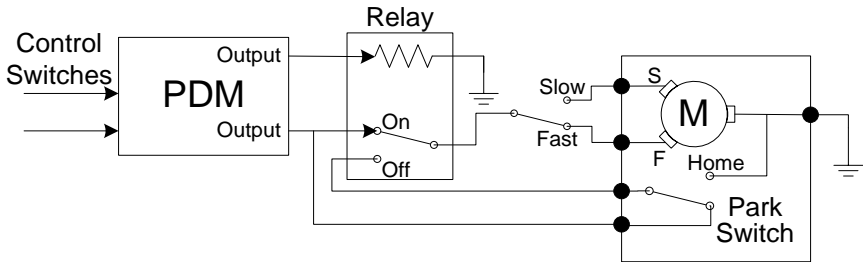 Relay
Control
Switches
Output
PDM
Output
On
Off
Slow
Fast
S
M
F
Home
Park
Switch